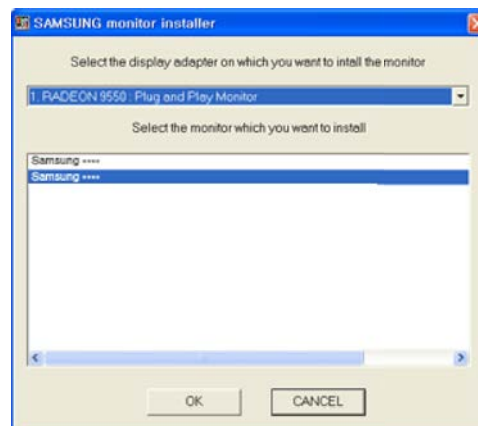 SAMSUNG monitor installer
Select the display adapter on which you want to intall the monitor
1. RADEON 9550 : Plug and Play Monitor
Select the monitor which you want to install
Samsung ****
Samsung ****
OK
CANCEL